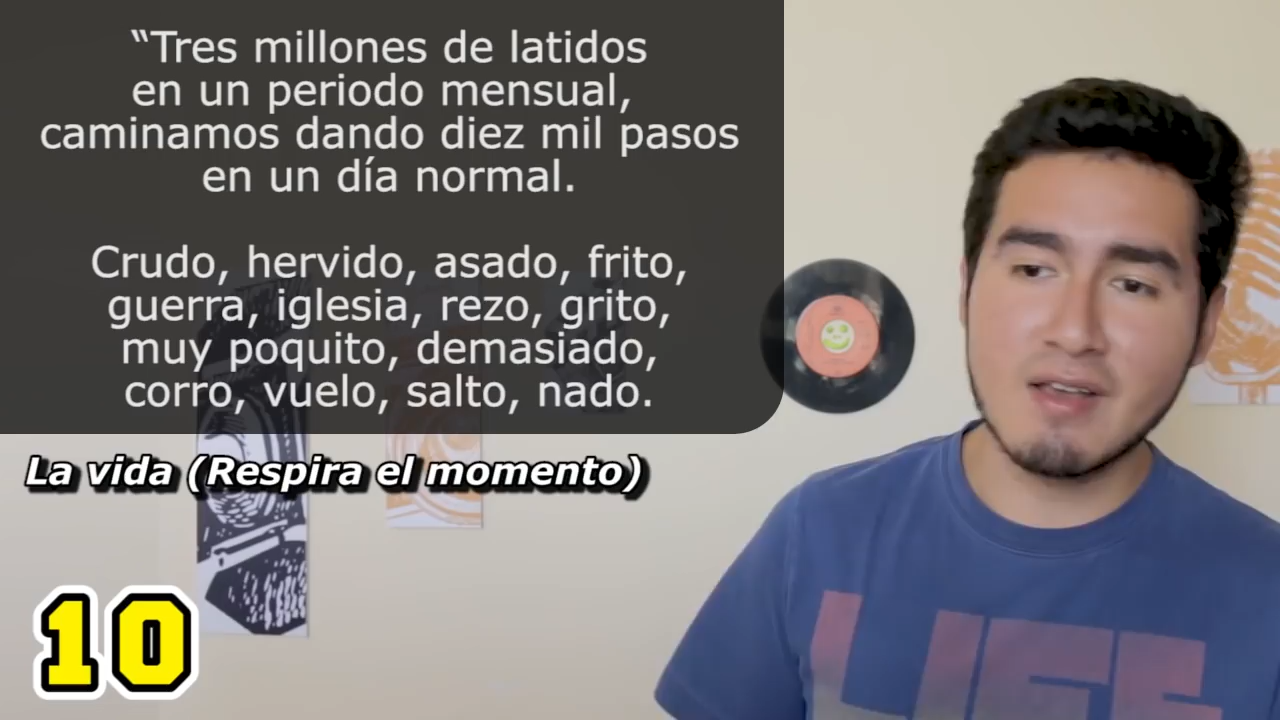 “Tres millones de latidos
en un periodo mensual,
caminamos dando diez mil pasos
en un día normal.
Crudo, hervido, asado, frito,
guerra, iglesia, rezo, grito,
muy poquito, demasiado,
corro, vuelo, salto, nado.
La vida (Respira el momento)
10
LIFE